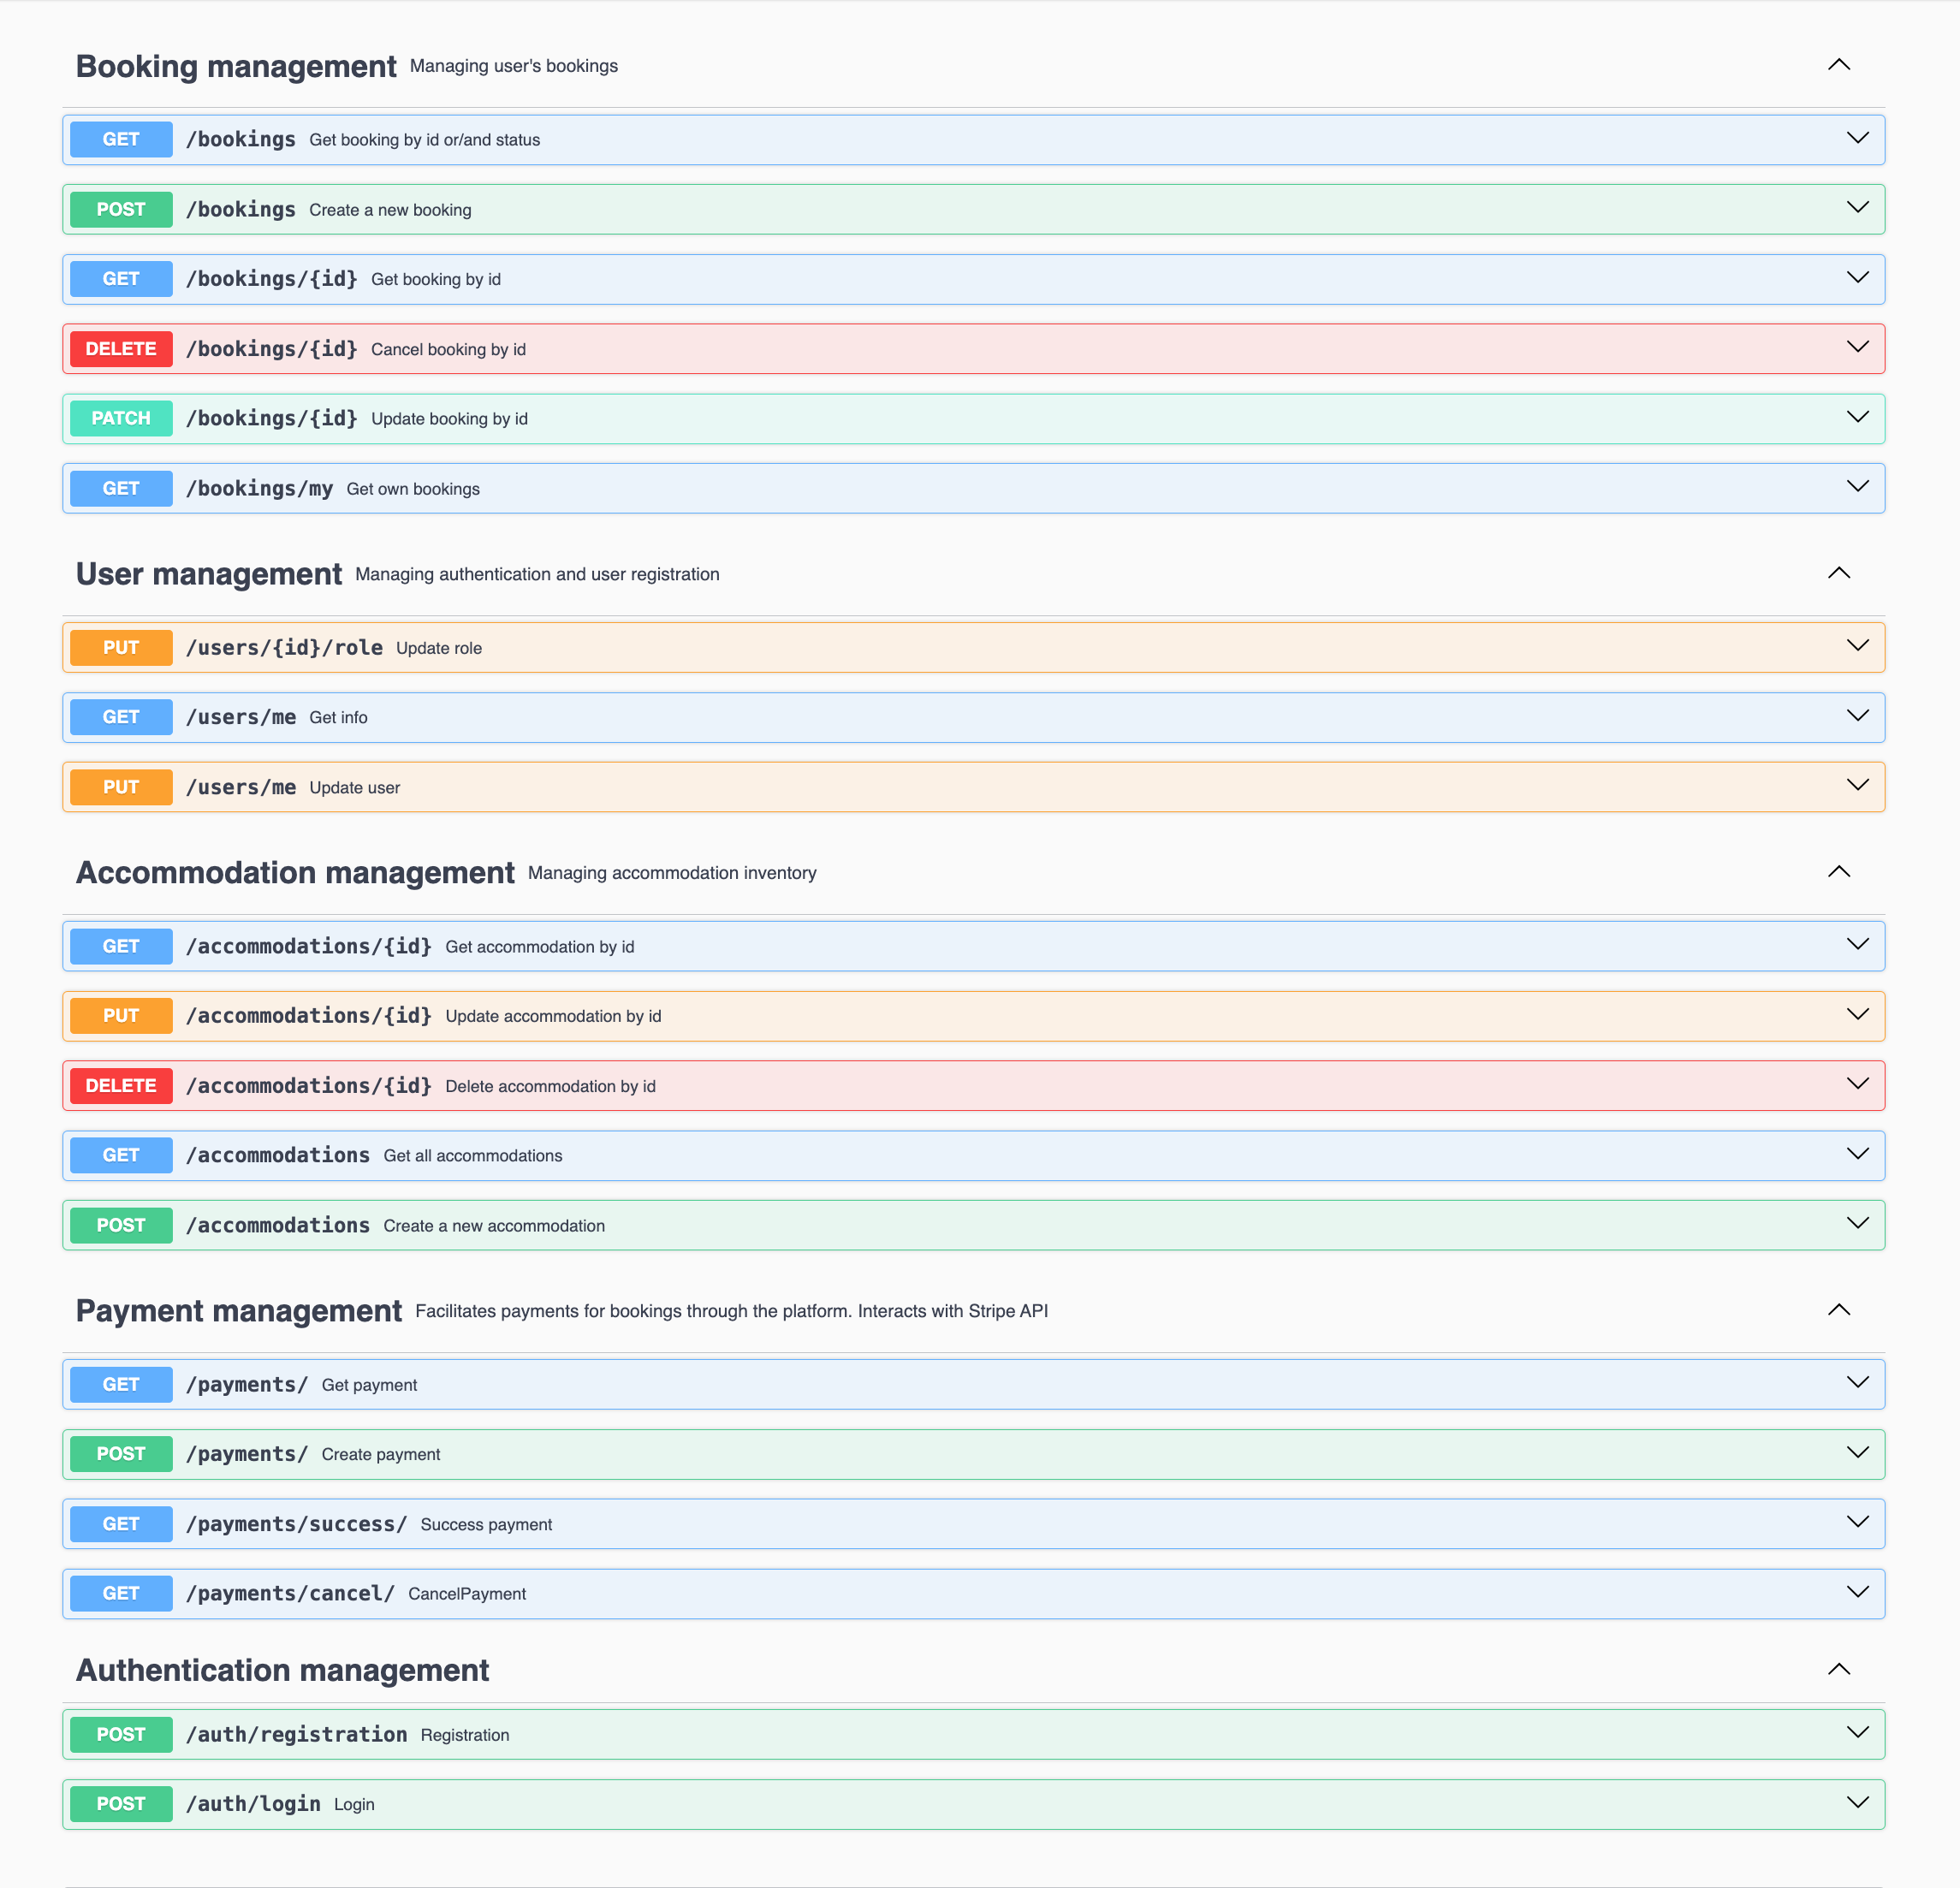 Booking management Managing user's bookings
GET /bookings Get booking by id or/and status
POST /bookings Create a new booking
GET /bookings/{id} Get booking by id
DELETE /bookings/{id} Cancel booking by id
PATCH /bookings/{id} Update booking by id
GET /bookings/my Get own bookings
User management Managing authentication and user registration
PUT /users/{id}/role Update role
GET /users/me Get info
PUT /users/me Update user
Accommodation management Managing accommodation inventory
GET /accommodations/{id} Get accommodation by id
PUT /accommodations/{id} Update accommodation by id
DELETE /accommodations/{id} Delete accommodation by id
GET /accommodations Get all accommodations
POST /accommodations Create a new accommodation
Payment management Facilitates payments for bookings through the platform. Interacts with Stripe API
GET /payments/ Get payment
POST /payments/ Create payment
GET /payments/success/ Success payment
GET /payments/cancel/ CancelPayment
Authentication management
POST /auth/registration Registration
POST /auth/login Login